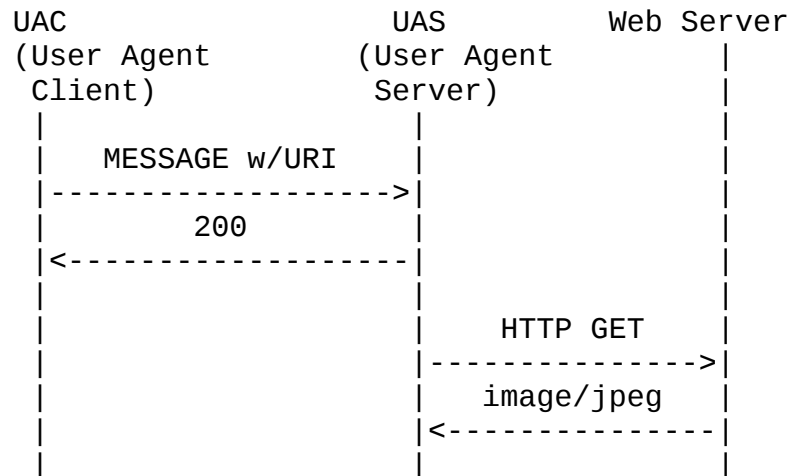 UAC UAS Web Server
(User Agent (User Agent
Client) Server)
MESSAGE w/URI
200
HTTP GET
image/jpeg